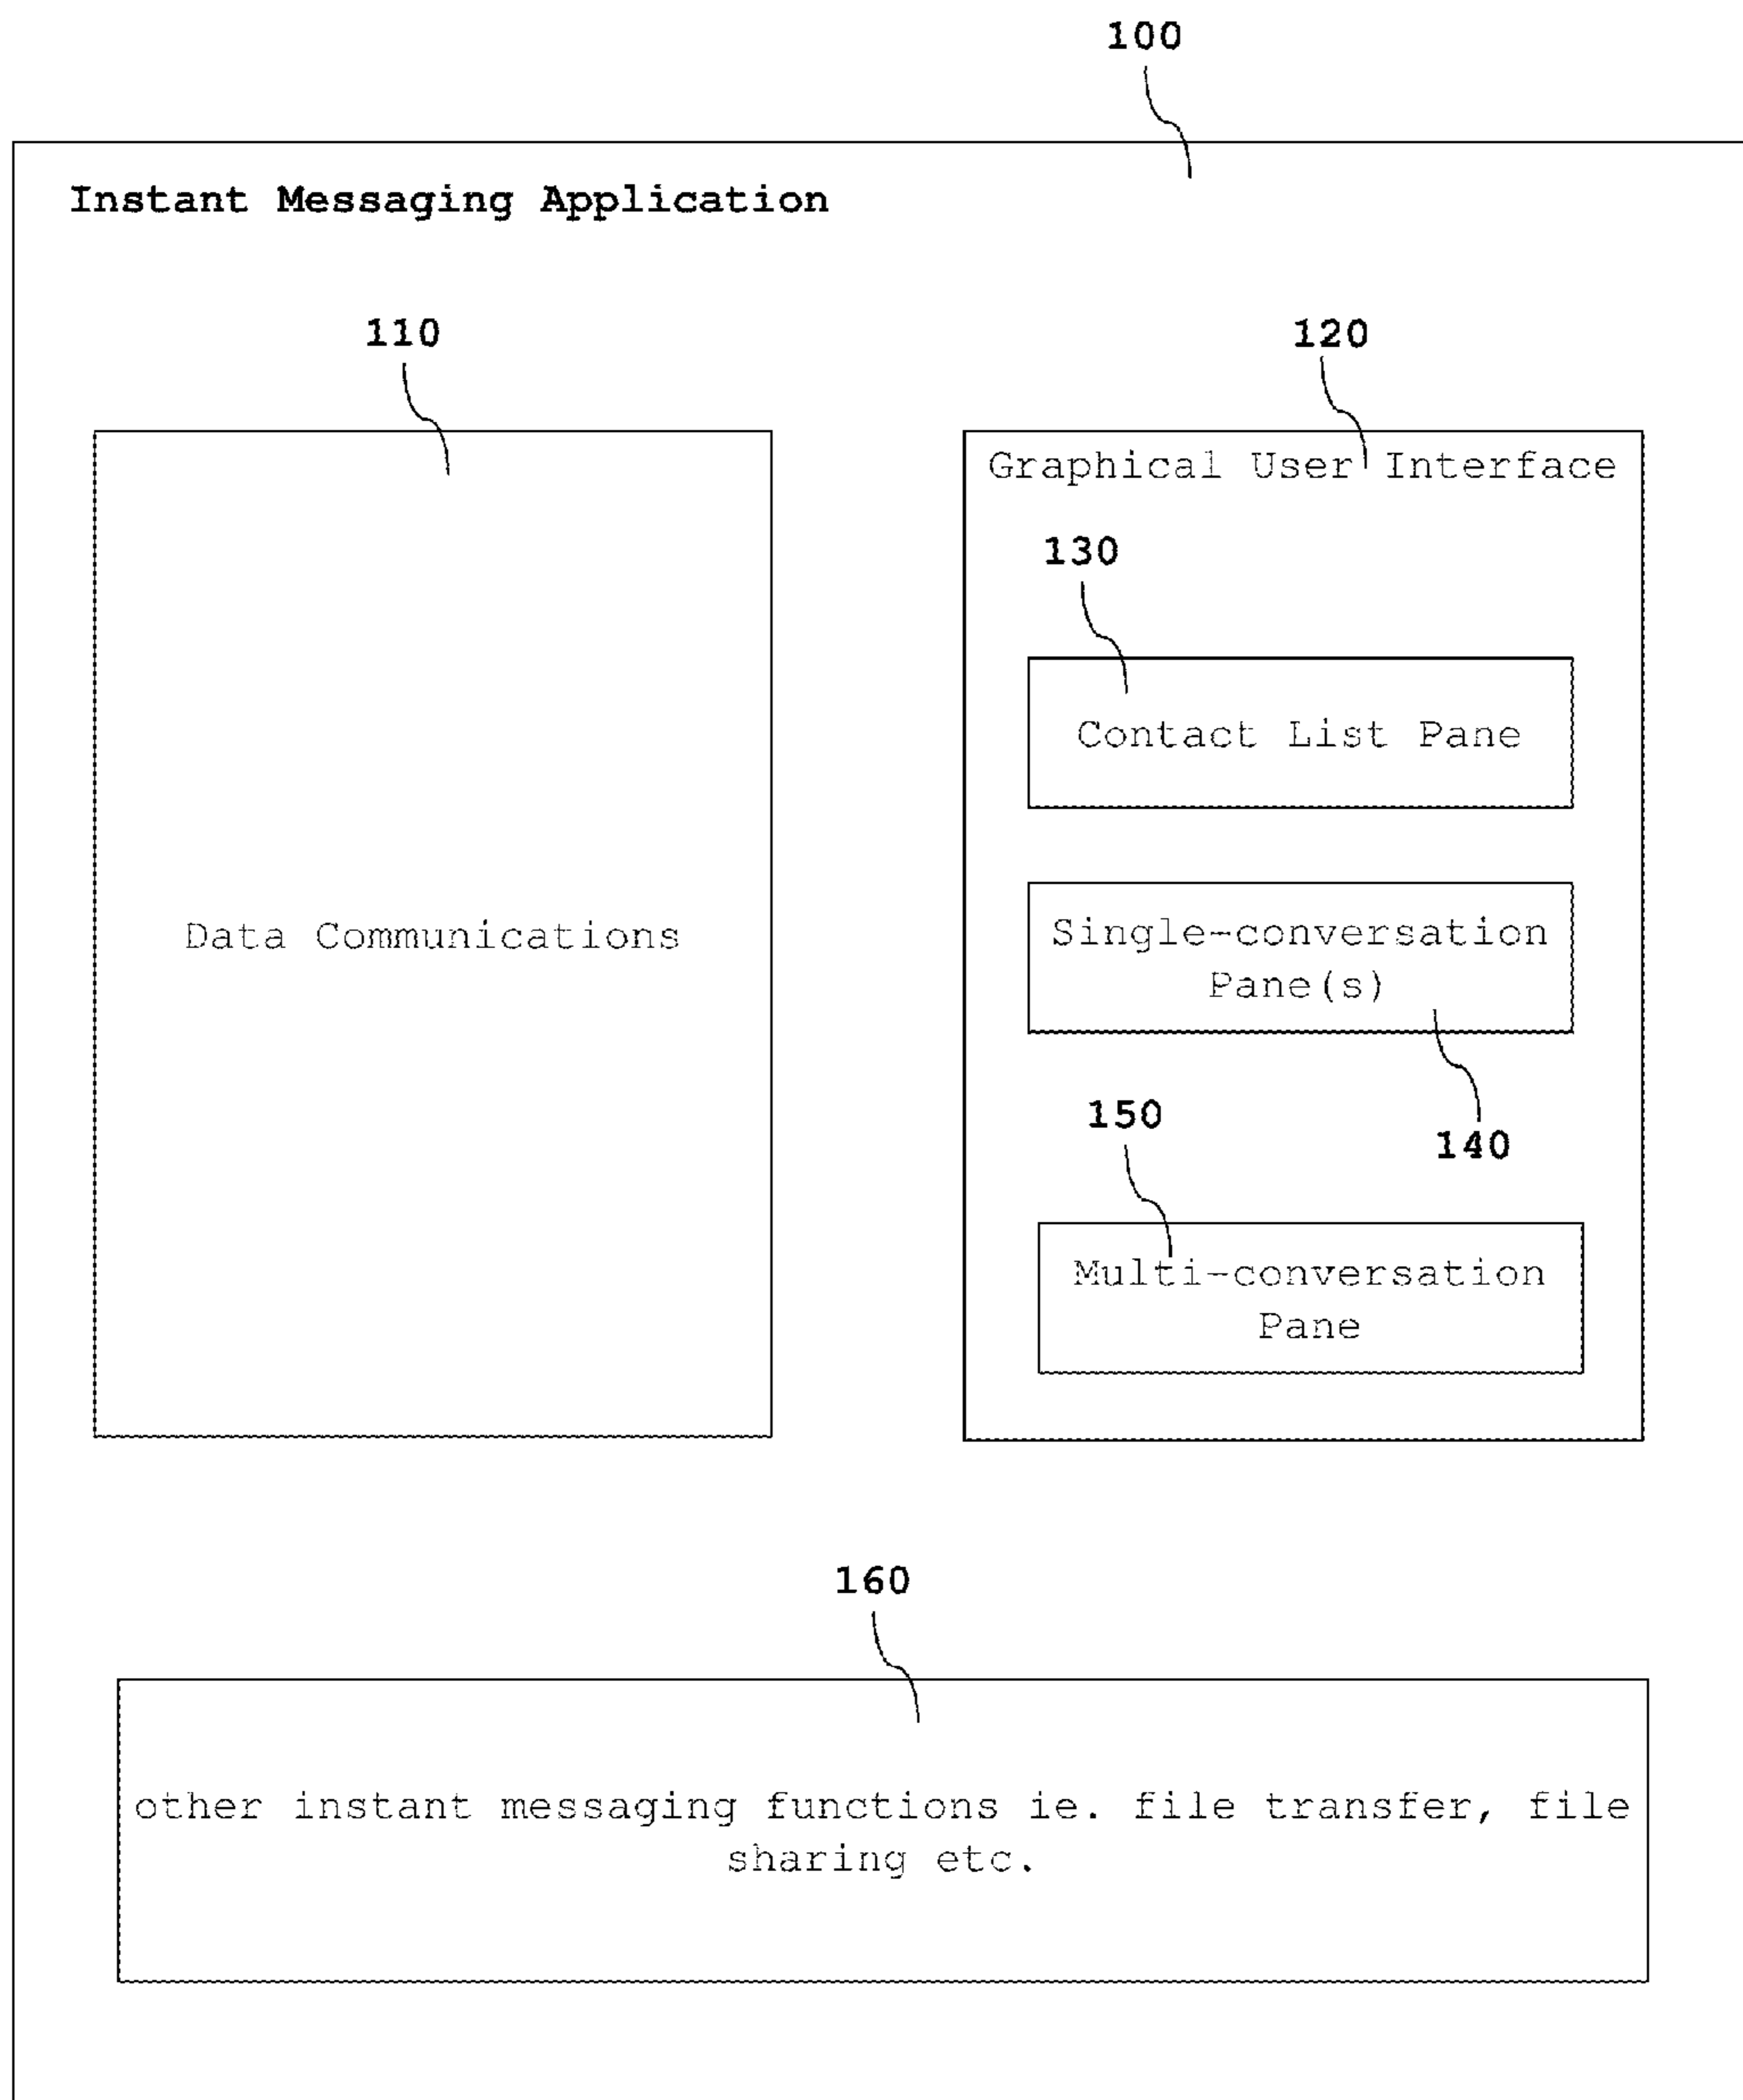 100
Instant Messaging Application
110
120
Graphical User Interface
130
Contact List Pane
Data Communications
Single-conversation
Pane(s)
150
140
Multi-conversation
Pane
160
other instant messaging functions ie. file transfer, file
sharing etc.